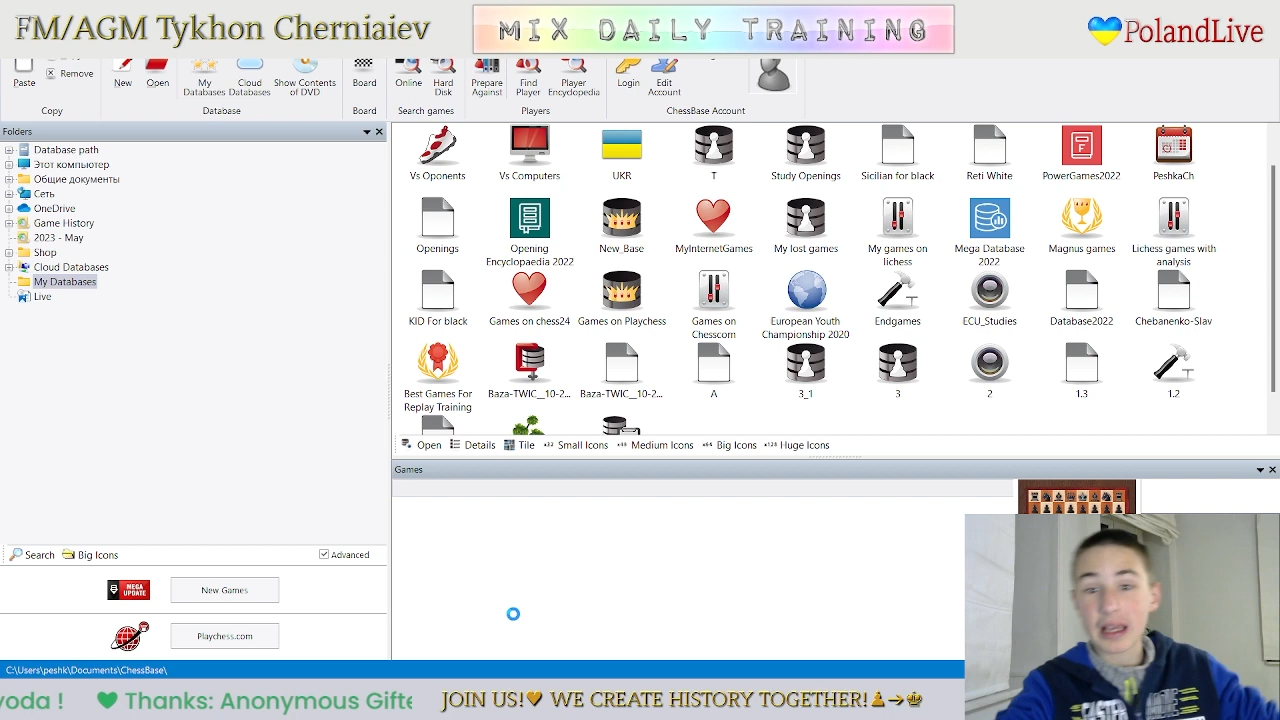 FM/AGM Tykhon Cherniaiev
MIX DAILY TRAINING
PolandLive
Paste
Remove
New
Open
My Databases
Cloud Databases
Show Contents of DVD
Board
Online
Hard Disk
Prepare Against
Find Player
Player Encyclopedia
Login
Edit Account
Copy
Database
Board
Search games
Players
ChessBase Account
Folders
Database path
Этот компьютер
Общие документы
Сеть
OneDrive
Game History
2023 - May
Shop
Cloud Databases
My Databases
Live
Vs Oponents
Vs Computers
UKR
T
Study Openings
Sicilian for black
Reti White
PowerGames2022
PeshkaCh
Openings
Opening Encyclopaedia 2022
New_Base
MyInternetGames
My lost games
My games on lichess
Mega Database 2022
Magnus games
Lichess games with analysis
KID For black
Games on chess24
Games on Playchess
Games on Chesscom
European Youth Championship 2020
Endgames
ECU_Studies
Database2022
Chebanenko-Slav
Best Games For Replay Training
Baza-TWIC__10-2...
Baza-TWIC__10-2...
A
3_1
3
2
1.3
1.2
Open
Details
Tile
Small Icons
Medium Icons
Big Icons
Huge Icons
Games
Search
Big Icons
Advanced
MEGA UPDATE
New Games
Playchess.com
C:\Users\peshk\Documents\ChessBase\
yoda !
Thanks: Anonymous Gifte
JOIN US!♥ WE CREATE HISTORY TOGETHER!♟→♚